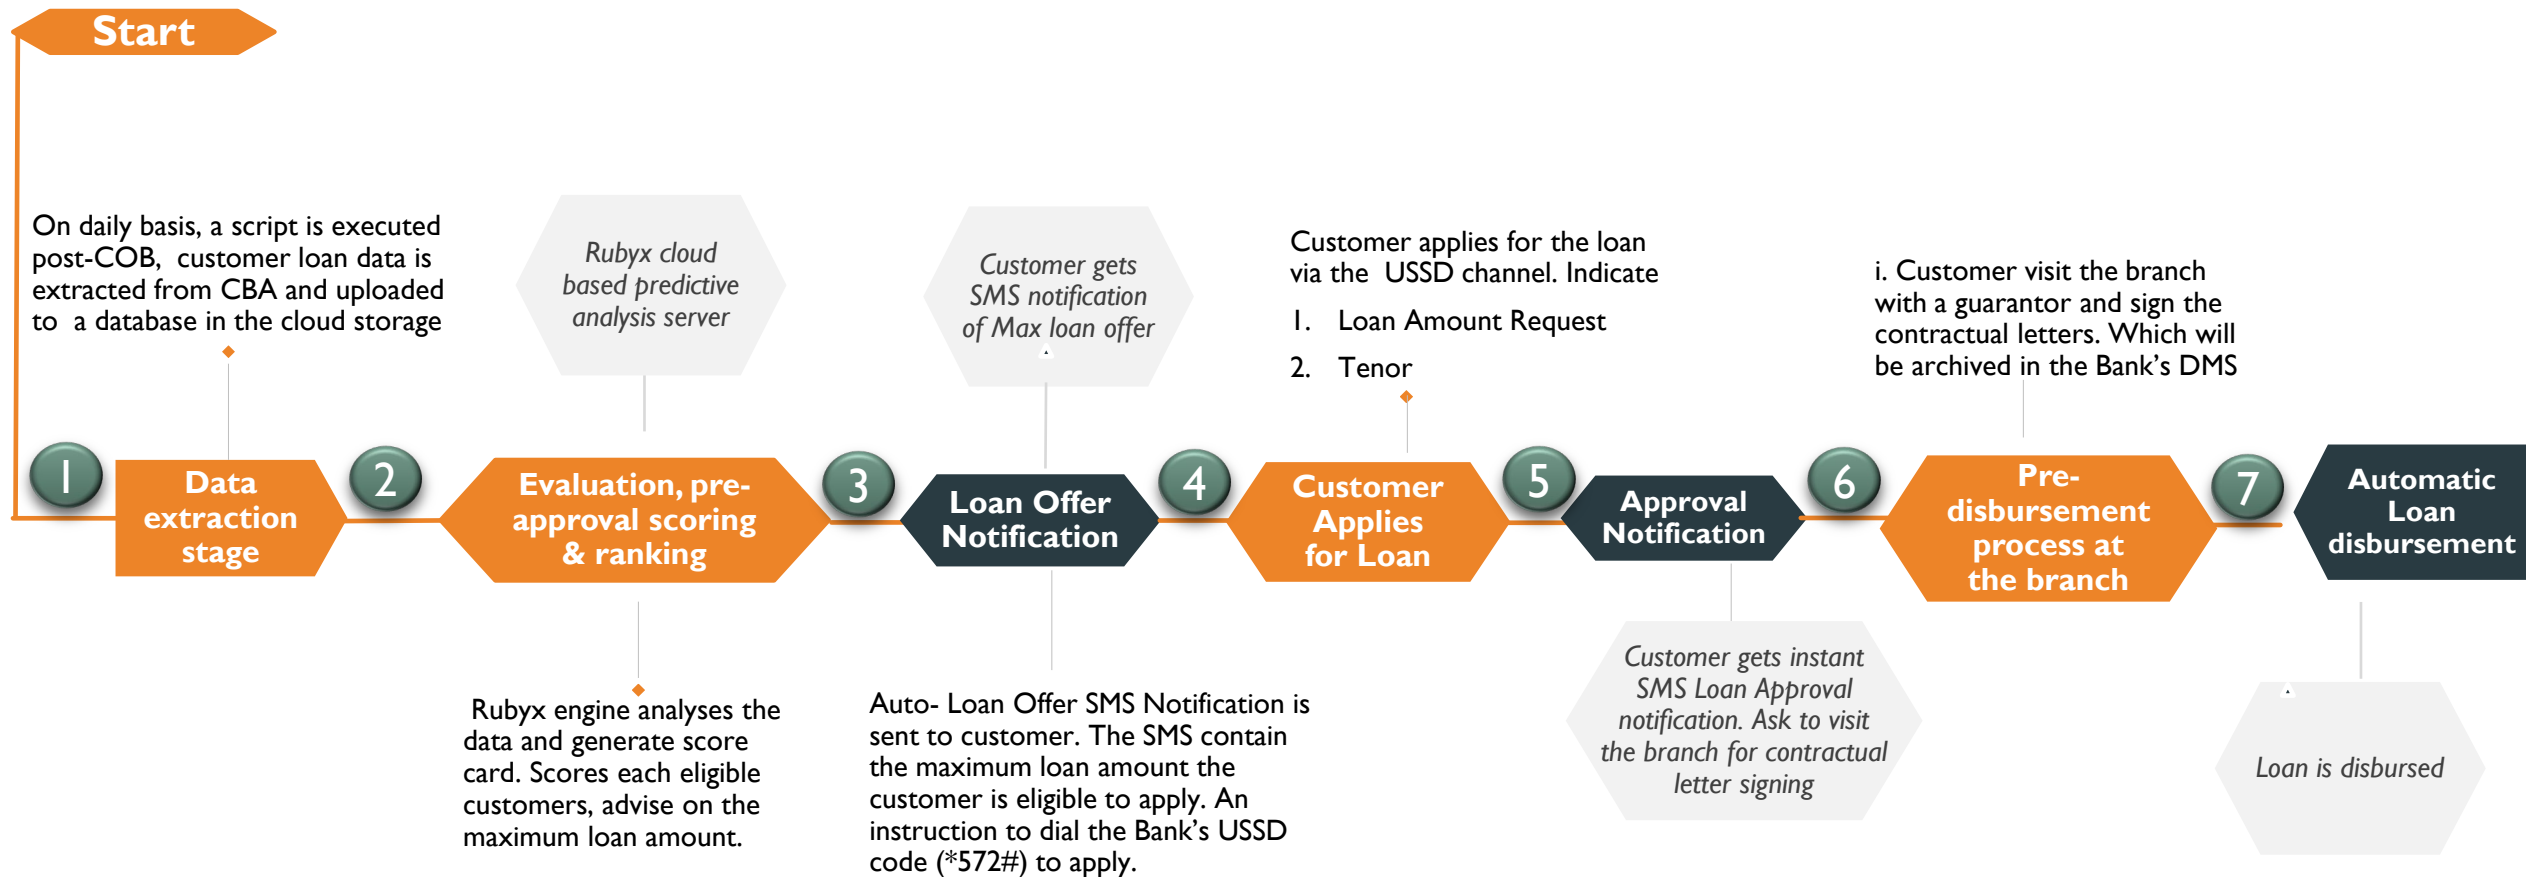 Start
On daily basis, a script is executed
post-COB, customer loan data is
extracted from CBA and uploaded
to a database in the cloud storage
1
Data
extraction
stage
2
Rubyx cloud
based predictive
analysis server
Evaluation, pre-
approval scoring
& ranking
Rubyx engine analyses the
data and generate score
card. Scores each eligible
customers, advise on the
maximum loan amount.
3
Customer gets
SMS notification
of Max loan offer
Loan Offer
Notification
Auto- Loan Offer SMS Notification is
sent to customer. The SMS contain
the maximum loan amount the
customer is eligible to apply. An
instruction to dial the Bank’s USSD
code (*572#) to apply.
4
Customer applies for the loan
via the USSD channel. Indicate
1. Loan Amount Request
2. Tenor
Customer
Applies
for Loan
5
Approval
Notification
Customer gets instant
SMS Loan Approval
notification. Ask to visit
the branch for contractual
letter signing
6
i. Customer visit the branch
with a guarantor and sign the
contractual letters. Which will
be archived in the Bank’s DMS
Pre-
disbursement
process at
the branch
7
Automatic
Loan
disbursement
Loan is disbursed